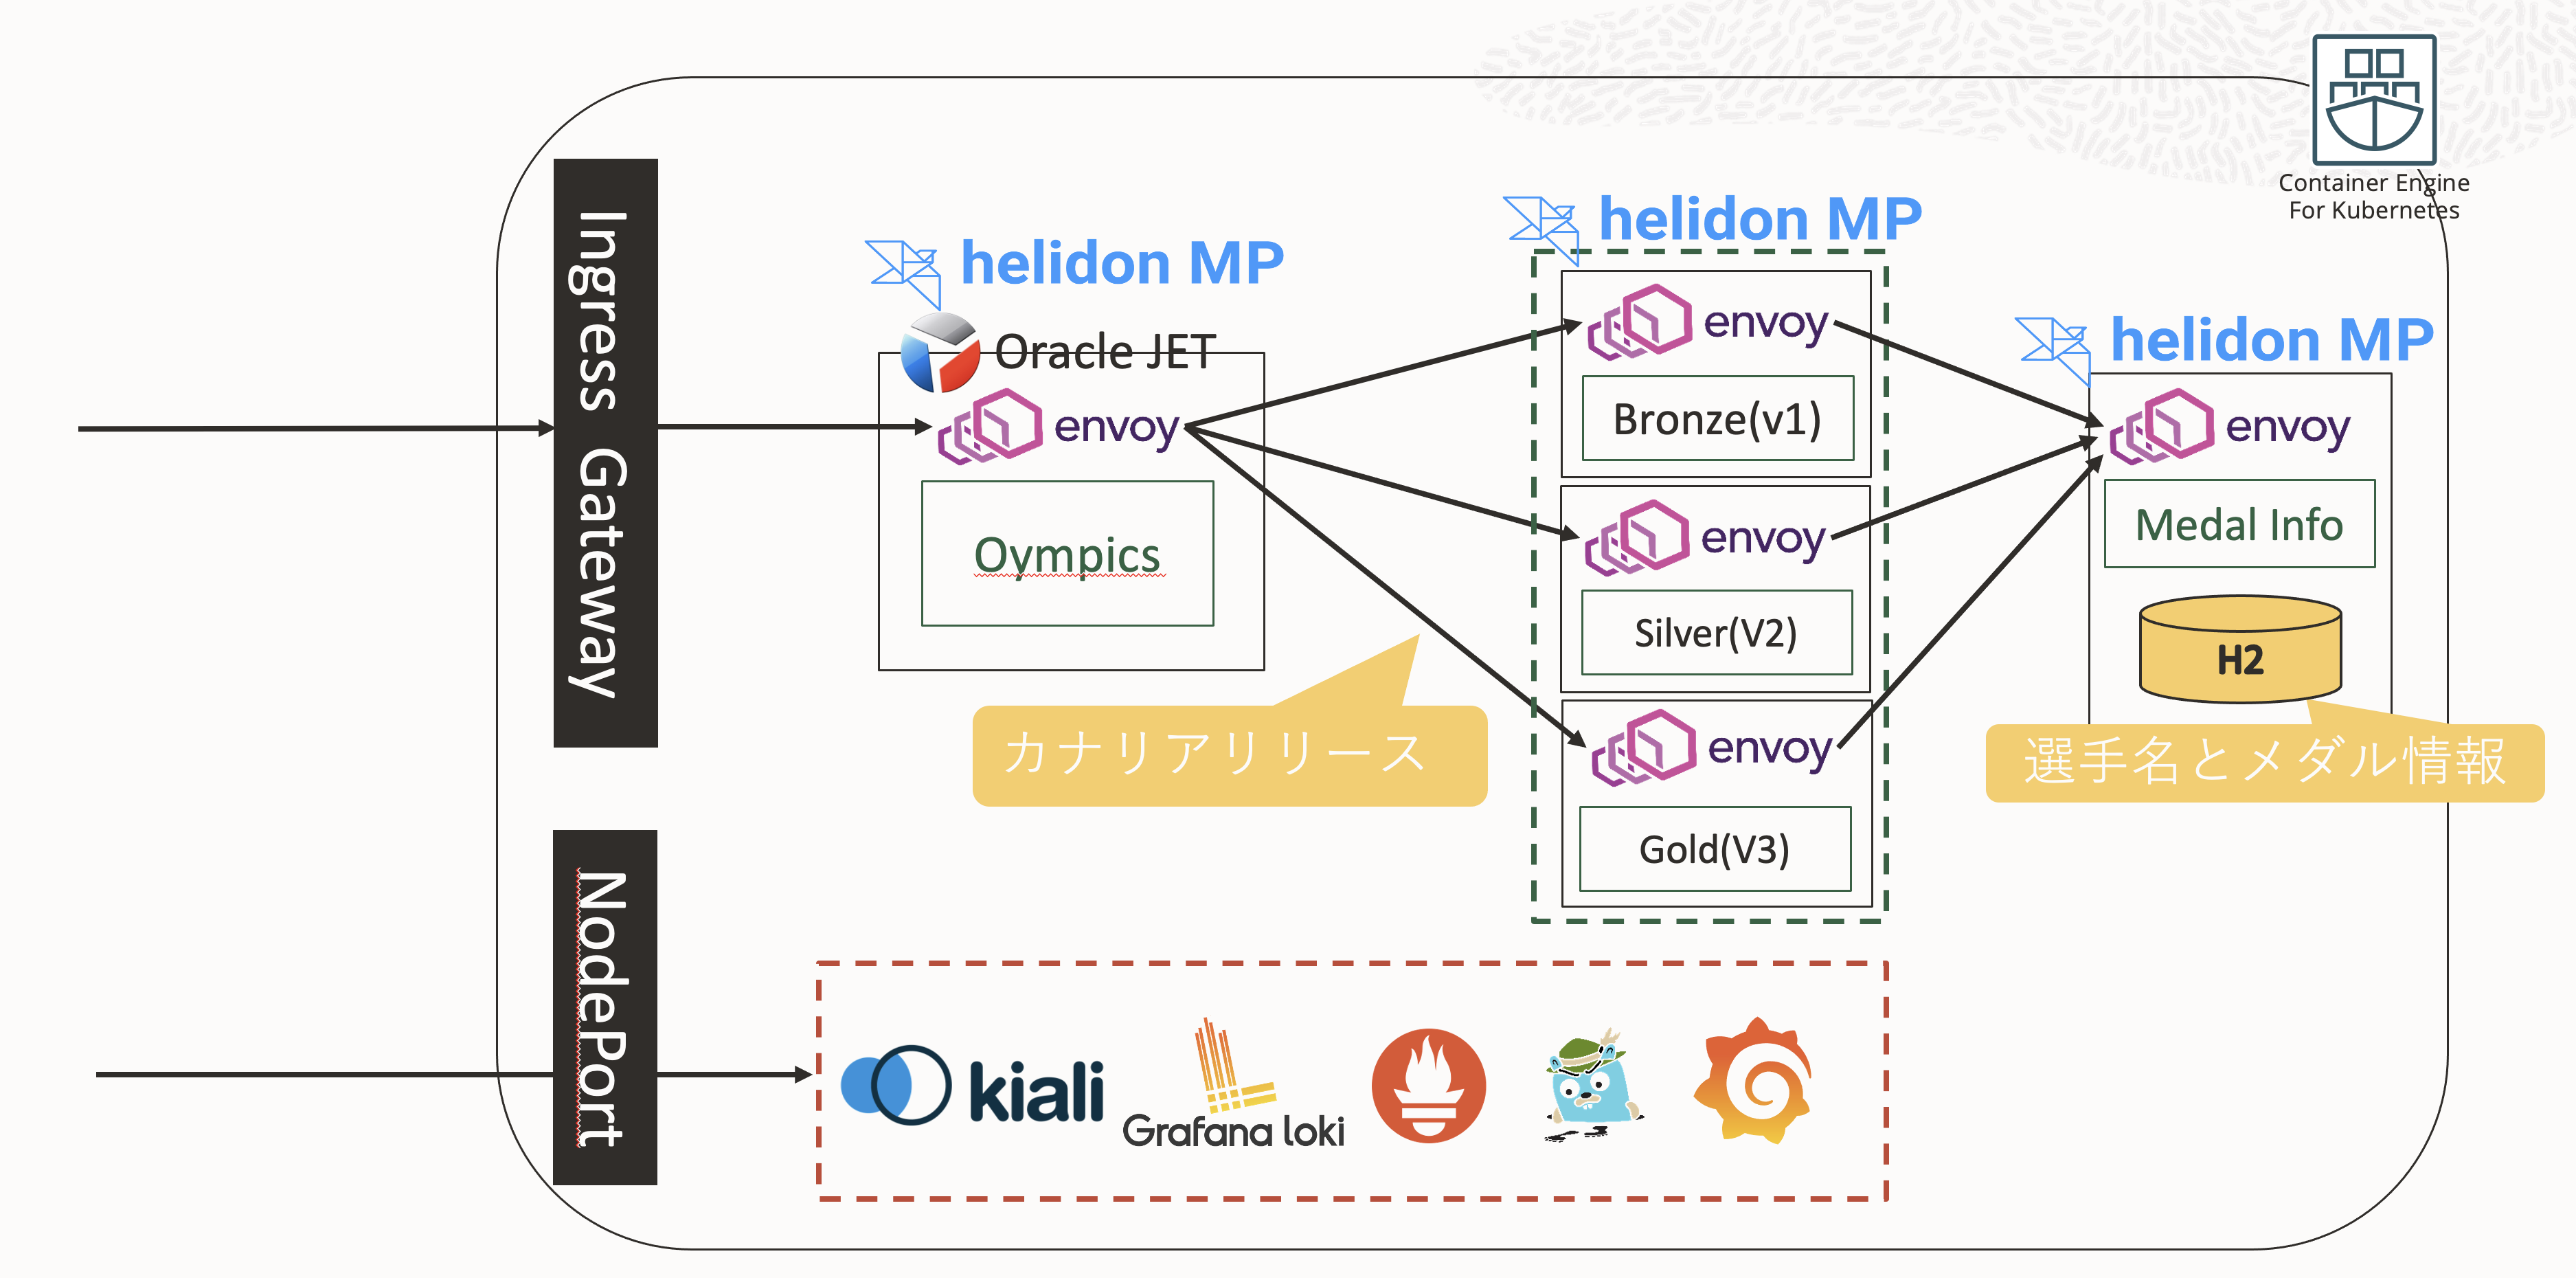 Container Engine
For Kubernetes
Ingress Gateway
helidon MP
Oracle JET
envoy
Oympics
カナリアリリース
helidon MP
envoy
Bronze(v1)
envoy
Silver(V2)
envoy
Gold(V3)
helidon MP
envoy
Medal Info
H2
選手名とメダル情報
NodePort
kiali
Grafana loki